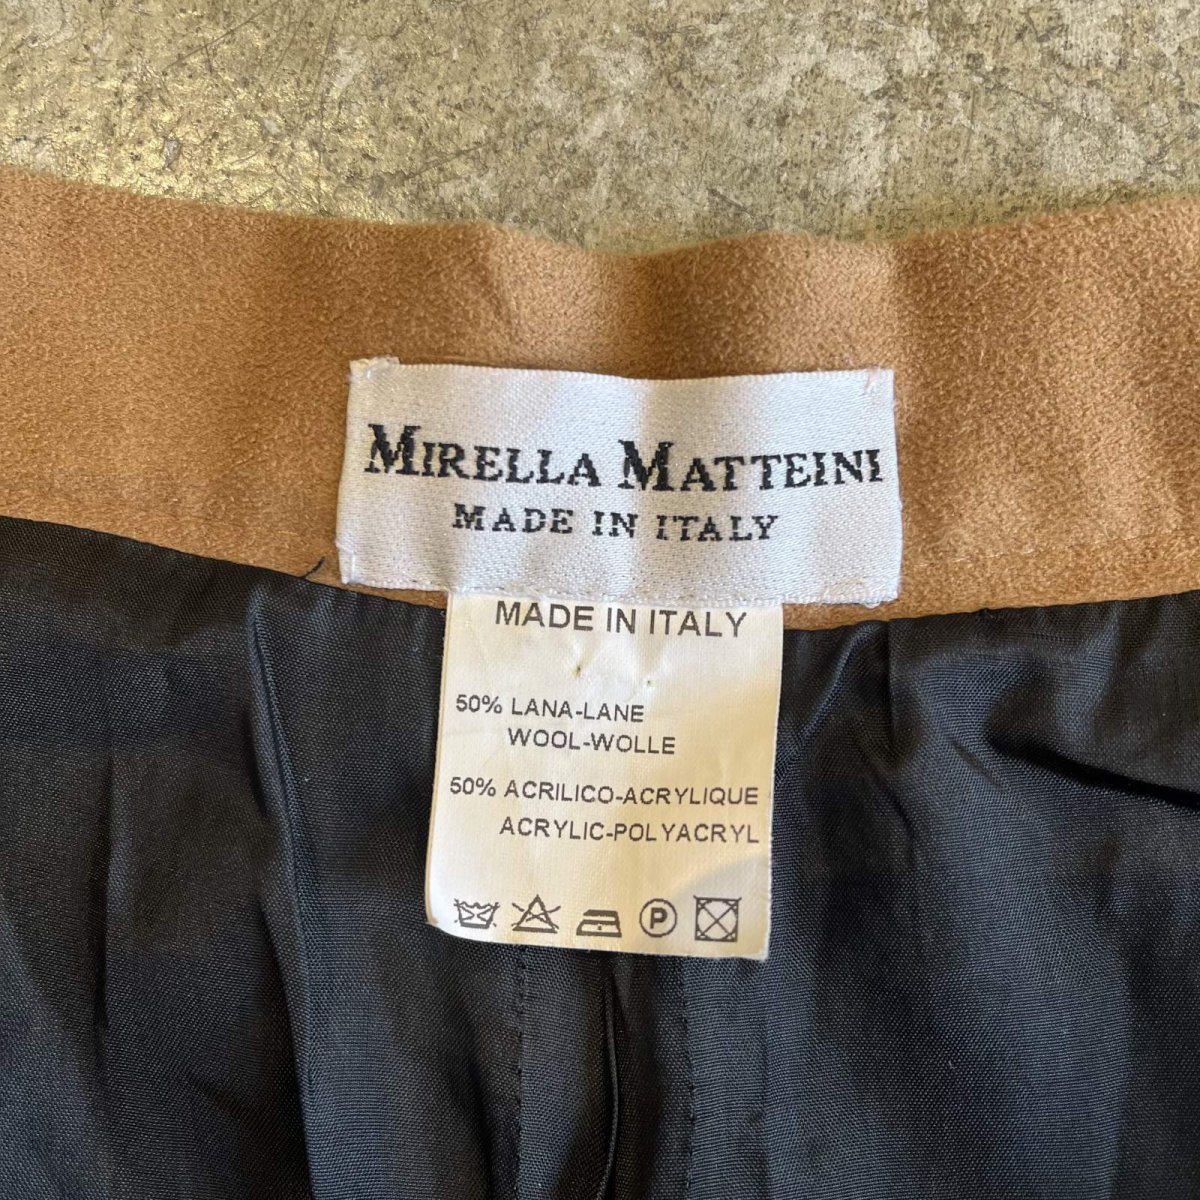 MIRELLA MATTEINI
MADE IN ITALY
MADE IN ITALY
50% LANA-LANE
WOOL-WOLLE
50% ACRILICO-ACRYLIQUE
ACRYLIC-POLYACRYL
P